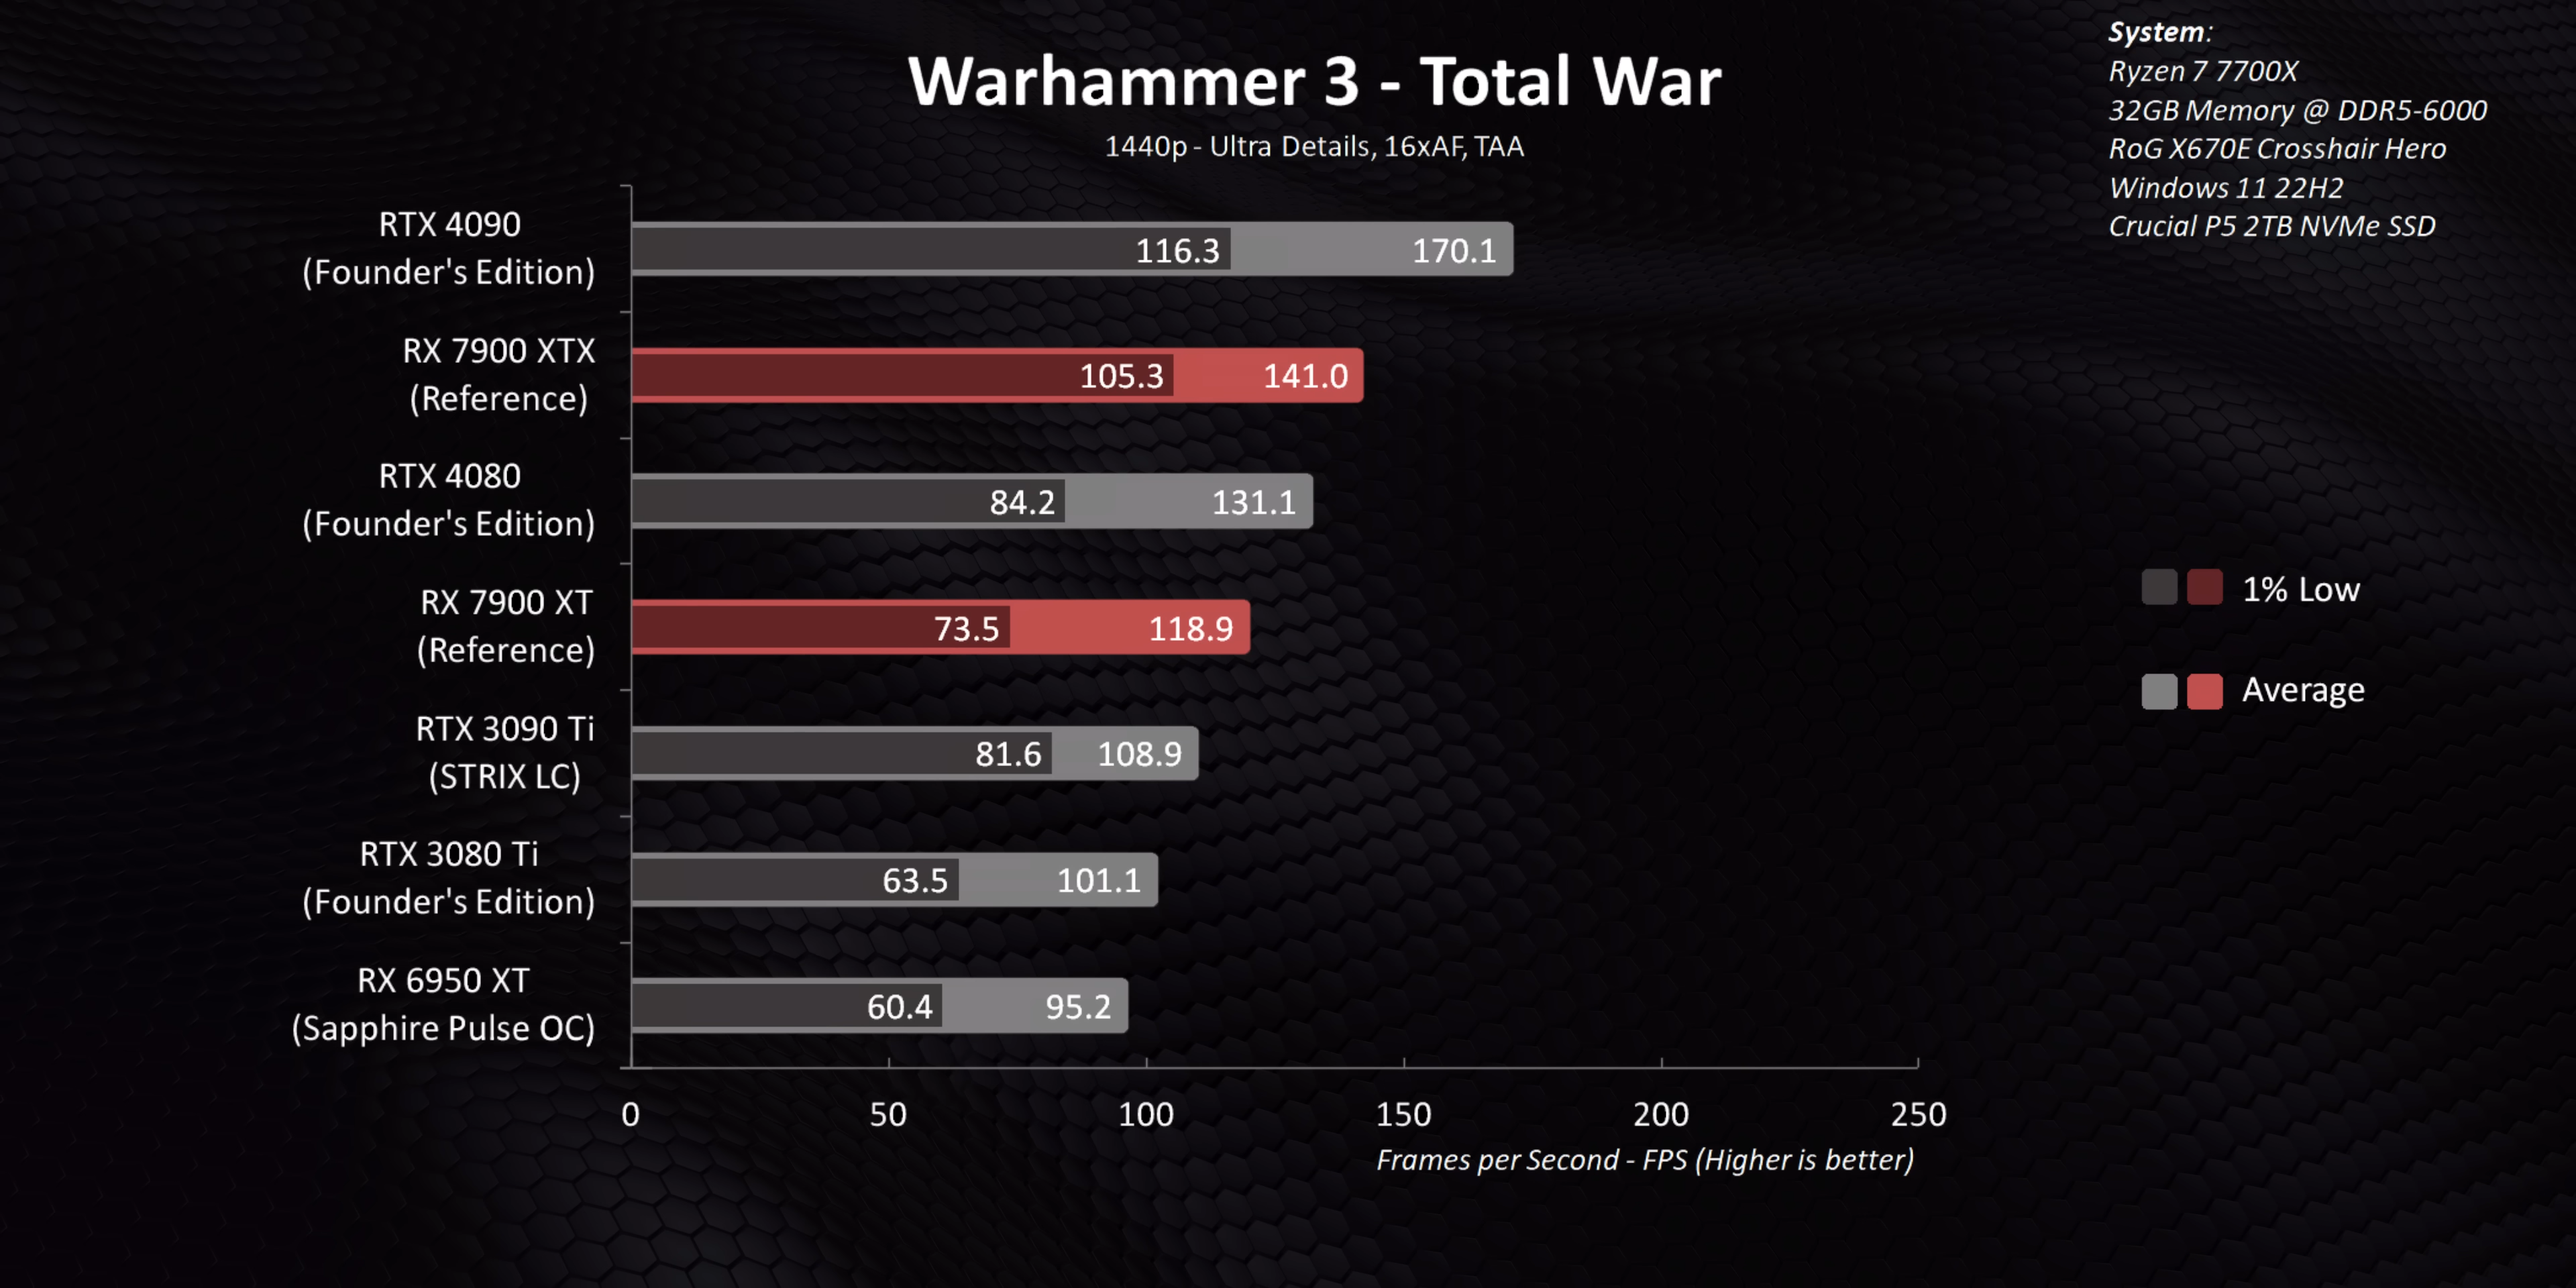 Warhammer 3 - Total War
1440p - Ultra Details, 16xAF, TAA
System:
Ryzen 7 7700X
32GB Memory @ DDR5-6000
RoG X670E Crosshair Hero
Windows 11 22H2
Crucial P5 2TB NVMe SSD
RTX 4090
(Founder's Edition)
116.3 170.1
RX 7900 XTX
(Reference)
105.3 141.0
RTX 4080
(Founder's Edition)
84.2 131.1
RX 7900 XT
(Reference)
73.5 118.9
RTX 3090 Ti
(STRIX LC)
81.6 108.9
RTX 3080 Ti
(Founder's Edition)
63.5 101.1
RX 6950 XT
(Sapphire Pulse OC)
60.4 95.2
1% Low
Average
0 50 100 150 200 250
Frames per Second - FPS (Higher is better)